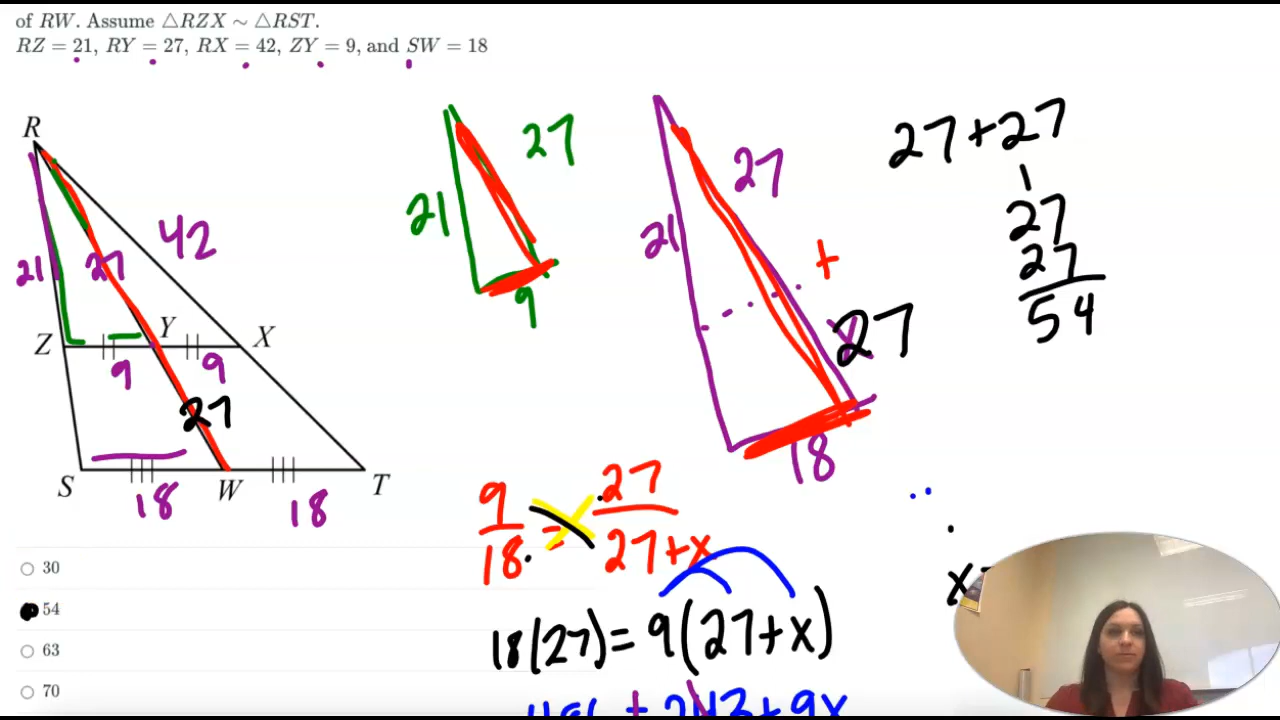 of RW. Assume △RZX ∼ △RST.
RZ = 21, RY = 27, RX = 42, ZY = 9, and SW = 18
R
42
21
27
Z
Y
X
9
9
27
S
W
T
18
18
27
21
9
27
21
+
27
18
27+27
1
27
27
54
9/18 = 27/27+x
18(27)=9(27+x)
x=
30
54
63
70